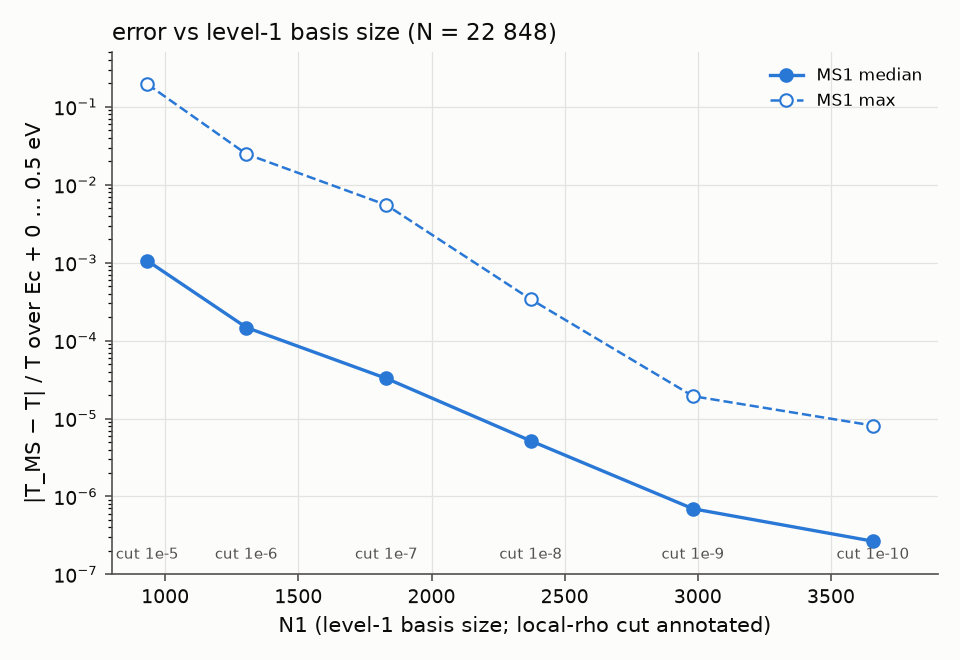 error vs level-1 basis size (N = 22 848)
MS1 median
MS1 max
|T_MS − T| / T over Ec + 0 ... 0.5 eV
10⁻¹
10⁻²
10⁻³
10⁻⁴
10⁻⁵
10⁻⁶
10⁻⁷
cut 1e-5 cut 1e-6 cut 1e-7 cut 1e-8 cut 1e-9 cut 1e-10
1000 1500 2000 2500 3000 3500
N1 (level-1 basis size; local-rho cut annotated)